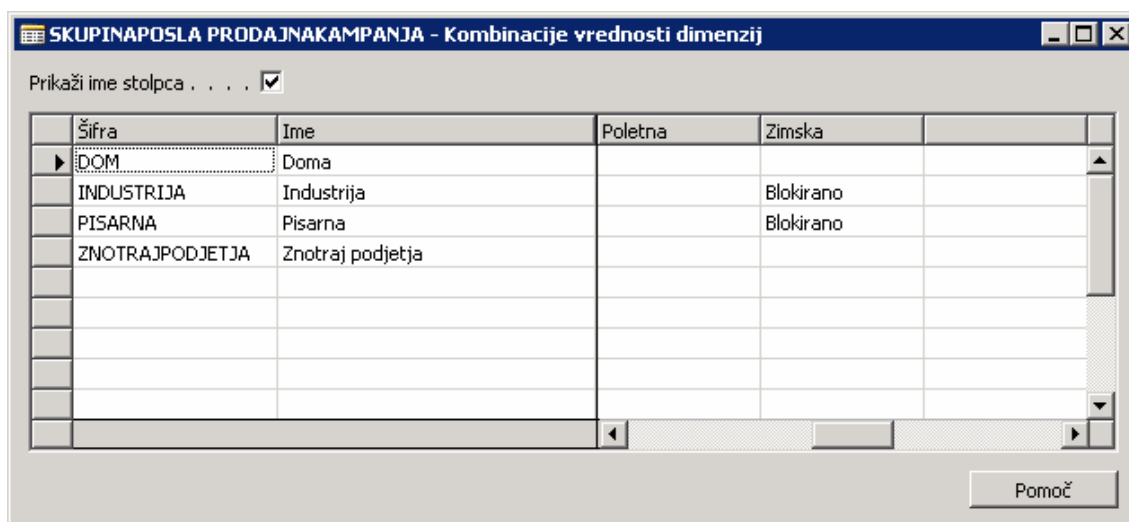 SKUPINAPOSLA PRODAJNAKAMPANJA - Kombinacije vrednosti dimenzij
Prikaži ime stolpca . . . . .
Šifra Ime Poletna Zimska
DOM Doma
INDUSTRIJA Industrija Blokirano
PISARNA Pisarna Blokirano
ZNOTRAJPODJETJA Znotraj podjetja
Pomoč